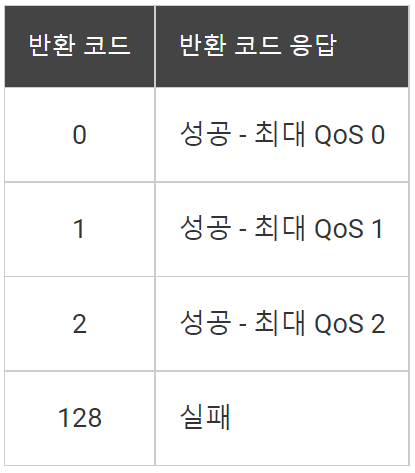 반환 코드 반환 코드 응답
0 성공 - 최대 QoS 0
1 성공 - 최대 QoS 1
2 성공 - 최대 QoS 2
128 실패